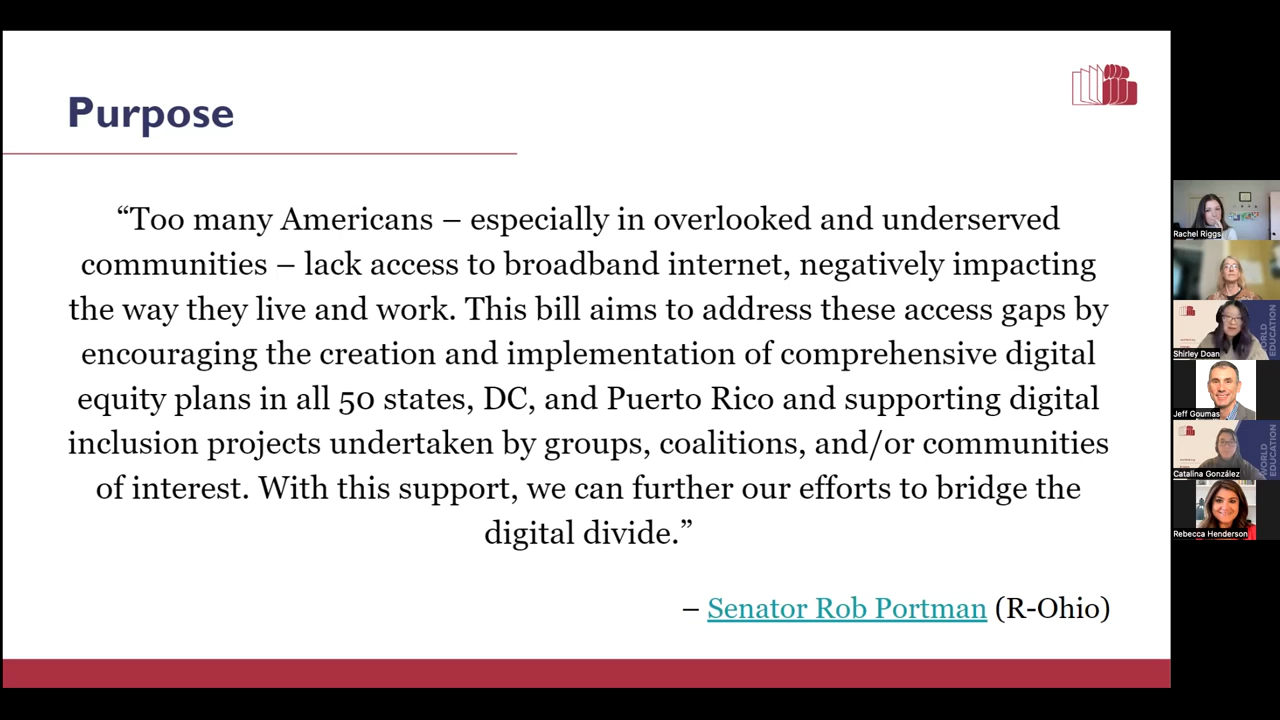 Purpose
“Too many Americans – especially in overlooked and underserved
communities – lack access to broadband internet, negatively impacting
the way they live and work. This bill aims to address these access gaps by
encouraging the creation and implementation of comprehensive digital
equity plans in all 50 states, DC, and Puerto Rico and supporting digital
inclusion projects undertaken by groups, coalitions, and/or communities
of interest. With this support, we can further our efforts to bridge the
digital divide.”
– Senator Rob Portman (R-Ohio)
Rachel Riggs
Shirley Doan
WORLD
EDUCATION
Jeff Goumas
Catalina González
WORLD
EDUCATION
Rebecca Henderson